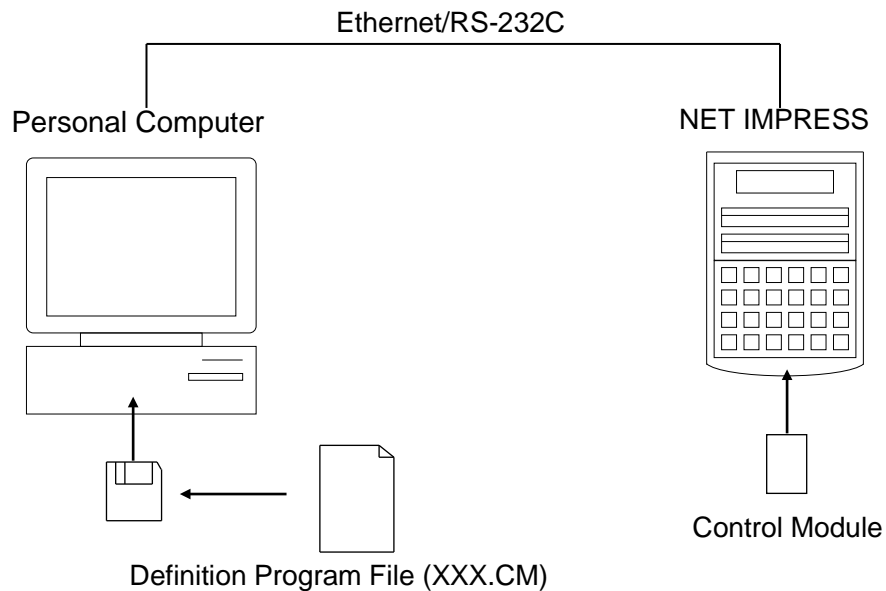 Ethernet/RS-232C
Personal Computer
NET IMPRESS
Control Module
Definition Program File (XXX.CM)